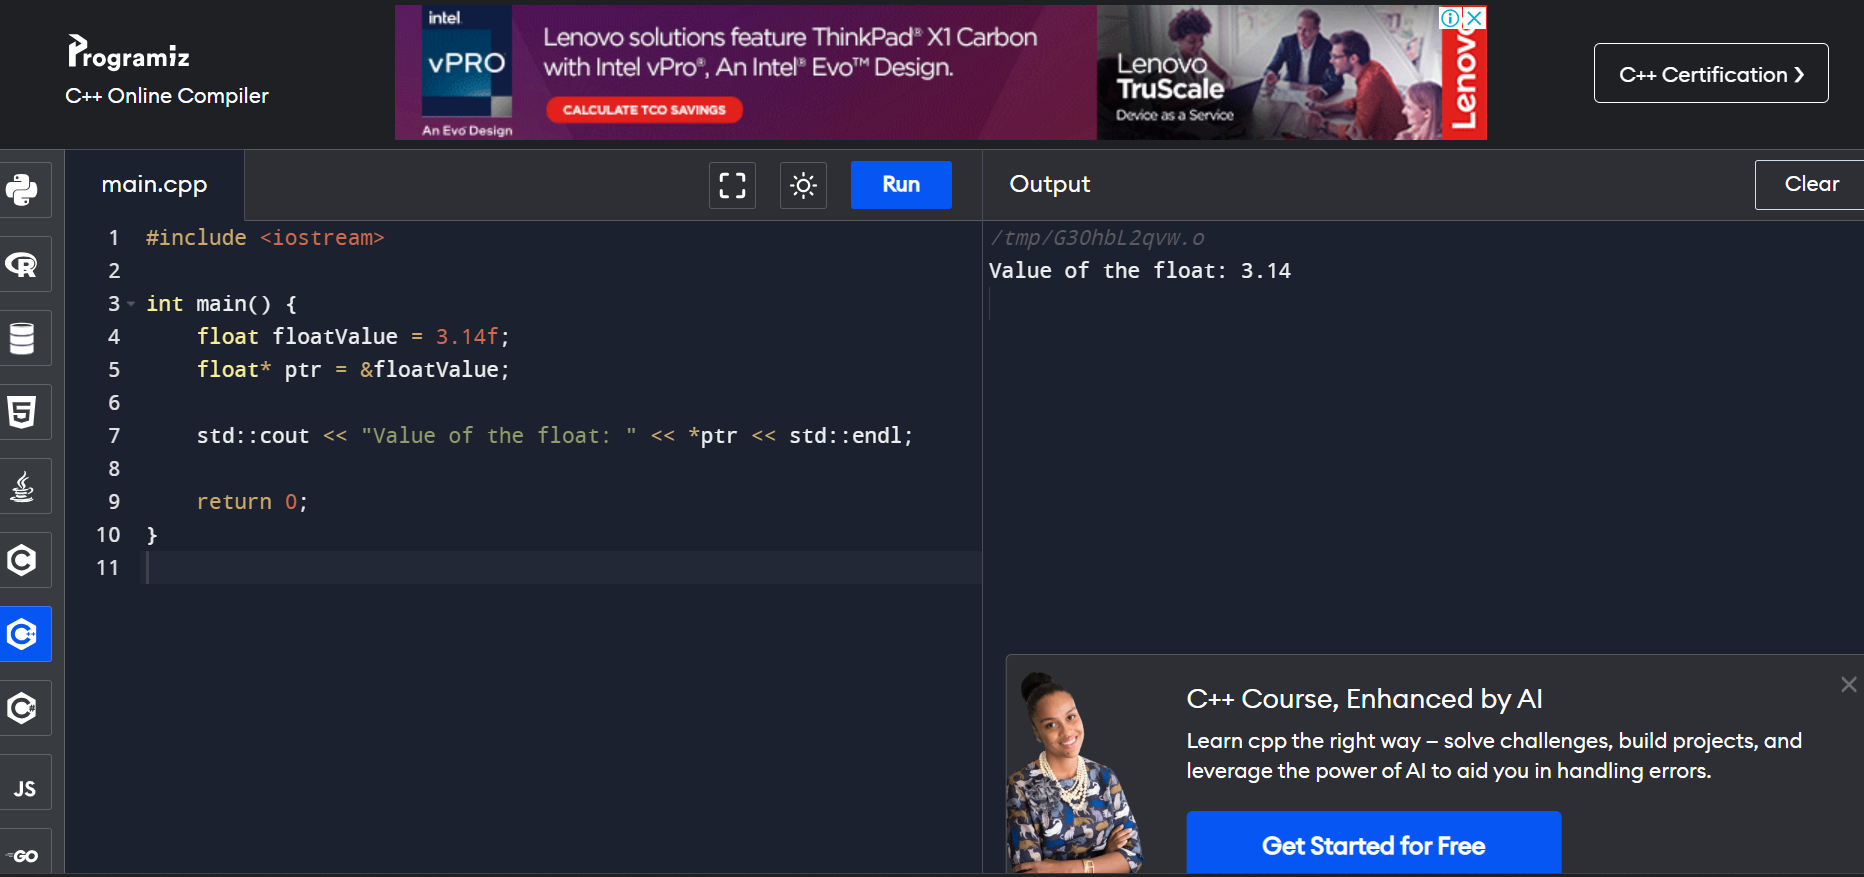 Programiz
C++ Online Compiler
intel
vPRO
An Evo Design
Lenovo solutions feature ThinkPad® X1 Carbon
with Intel vPro®, An Intel® Evo™ Design.
CALCULATE TCO SAVINGS
Lenovo
TruScale
Device as a Service
Lenovo
C++ Certification ❯
main.cpp
Run
Output
Clear
1 #include <iostream>
2
3 int main() {
4     float floatValue = 3.14f;
5     float* ptr = &floatValue;
6
7     std::cout << "Value of the float: " << *ptr << std::endl;
8
9     return 0;
10 }
11
/tmp/G3OhbL2qvw.o
Value of the float: 3.14
R
5
C
C++
C#
JS
GO
C++ Course, Enhanced by AI
Learn cpp the right way – solve challenges, build projects, and
leverage the power of AI to aid you in handling errors.
Get Started for Free